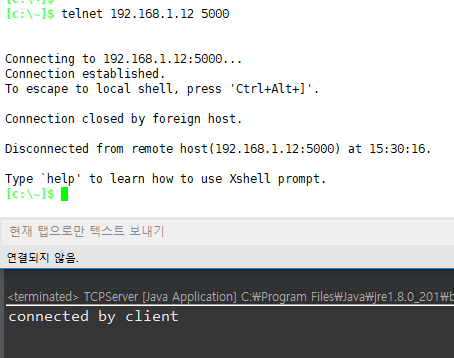 [c:\~]$ telnet 192.168.1.12 5000
Connecting to 192.168.1.12:5000...
Connection established.
To escape to local shell, press 'Ctrl+Alt+]'.
Connection closed by foreign host.
Disconnected from remote host(192.168.1.12:5000) at 15:30:16.
Type `help' to learn how to use Xshell prompt.
[c:\~]$
현재 탭으로만 텍스트 보내기
연결되지 않음.
<terminated> TCPServer [Java Application] C:₩Program Files₩Java₩jre1.8.0_201₩b
connected by client